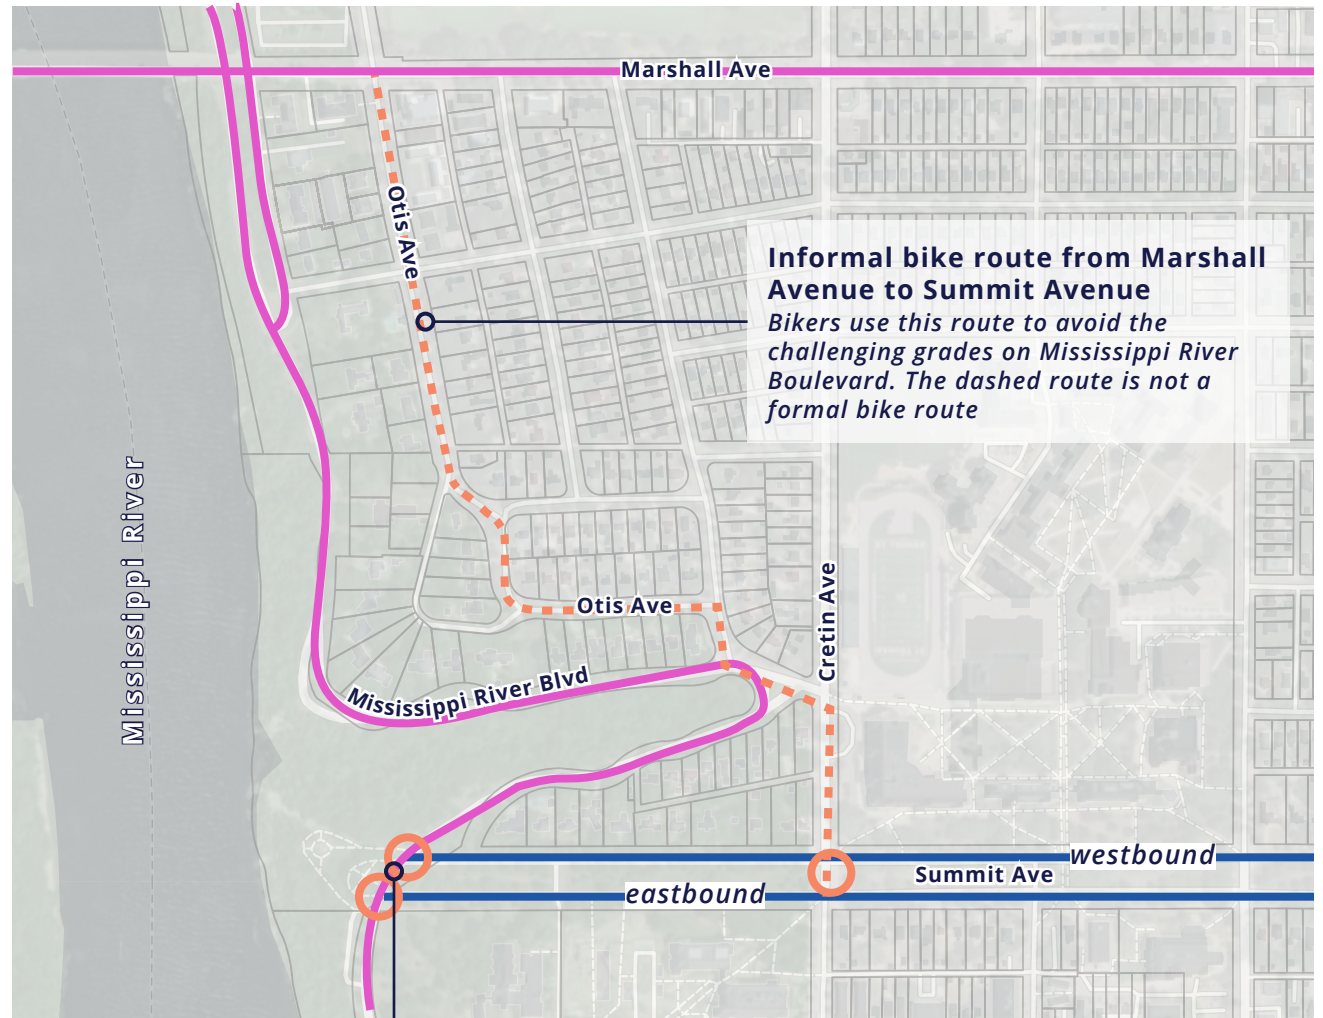 Marshall Ave
Otis Ave
Informal bike route from Marshall
Avenue to Summit Avenue
Bikers use this route to avoid the
challenging grades on Mississippi River
Boulevard. The dashed route is not a
formal bike route
Mississippi River
Cretin Ave
Otis Ave
Mississippi River Blvd
westbound
Summit Ave
eastbound